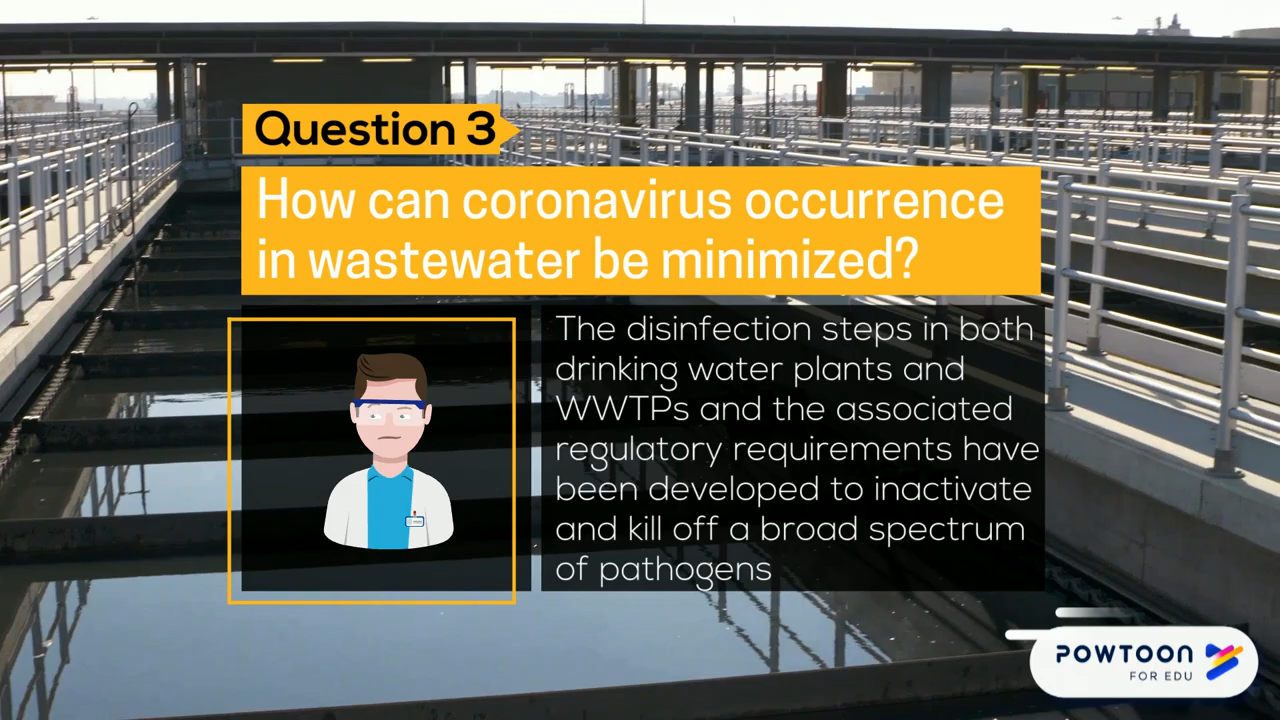 Question 3
How can coronavirus occurrence
in wastewater be minimized?
The disinfection steps in both
drinking water plants and
WWTPs and the associated
regulatory requirements have
been developed to inactivate
and kill off a broad spectrum
of pathogens
POWTOON
FOR EDU